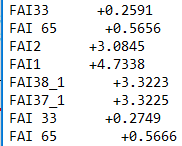 FAI33 +0.2591
FAI 65 +0.5656
FAI2 +3.0845
FAI1 +4.7338
FAI38_1 +3.3223
FAI37_1 +3.3225
FAI 33 +0.2749
FAI 65 +0.5666